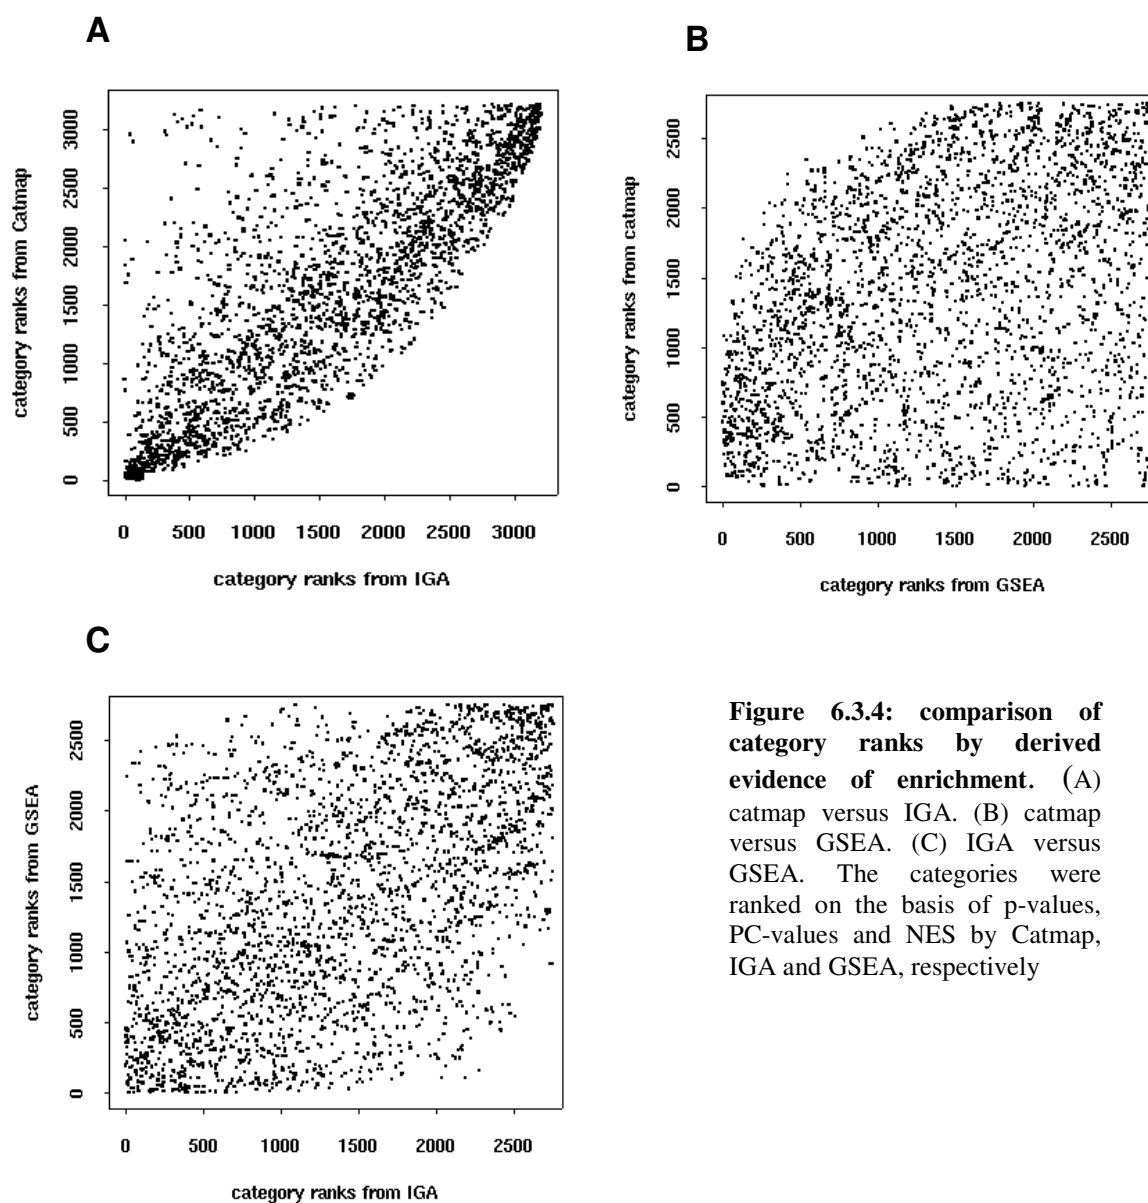 A
3000
2500
2000
1500
1000
500
0
category ranks from Catmap
0 500 1000 1500 2000 2500 3000
category ranks from IGA
B
2500
2000
1500
1000
500
0
category ranks from catmap
0 500 1000 1500 2000 2500
category ranks from GSEA
C
2500
2000
1500
1000
500
0
category ranks from GSEA
0 500 1000 1500 2000 2500
category ranks from IGA
Figure 6.3.4: comparison of
category ranks by derived
evidence of enrichment. (A)
catmap versus IGA. (B) catmap
versus GSEA. (C) IGA versus
GSEA. The categories were
ranked on the basis of p-values,
PC-values and NES by Catmap,
IGA and GSEA, respectively